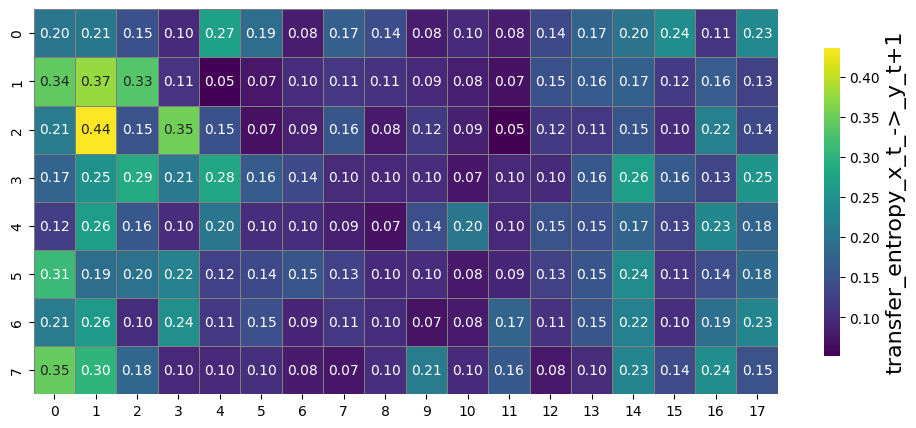 0 0.20 0.21 0.15 0.10 0.27 0.19 0.08 0.17 0.14 0.08 0.10 0.08 0.14 0.17 0.20 0.24 0.11 0.23
1 0.34 0.37 0.33 0.11 0.05 0.07 0.10 0.11 0.11 0.09 0.08 0.07 0.15 0.16 0.17 0.12 0.16 0.13
2 0.21 0.44 0.15 0.35 0.15 0.07 0.09 0.16 0.08 0.12 0.09 0.05 0.12 0.11 0.15 0.10 0.22 0.14
3 0.17 0.25 0.29 0.21 0.28 0.16 0.14 0.10 0.10 0.10 0.07 0.10 0.10 0.16 0.26 0.16 0.13 0.25
4 0.12 0.26 0.16 0.10 0.20 0.10 0.10 0.09 0.07 0.14 0.20 0.10 0.15 0.15 0.17 0.13 0.23 0.18
5 0.31 0.19 0.20 0.22 0.12 0.14 0.15 0.13 0.10 0.10 0.08 0.09 0.13 0.15 0.24 0.11 0.14 0.18
6 0.21 0.26 0.10 0.24 0.11 0.15 0.09 0.11 0.10 0.07 0.08 0.17 0.11 0.15 0.22 0.10 0.19 0.23
7 0.35 0.30 0.18 0.10 0.10 0.10 0.08 0.07 0.10 0.21 0.10 0.16 0.08 0.10 0.23 0.14 0.24 0.15
0 1 2 3 4 5 6 7 8 9 10 11 12 13 14 15 16 17
0.40
0.35
0.30
0.25
0.20
0.15
0.10
transfer_entropy_x_t_->_y_t+1